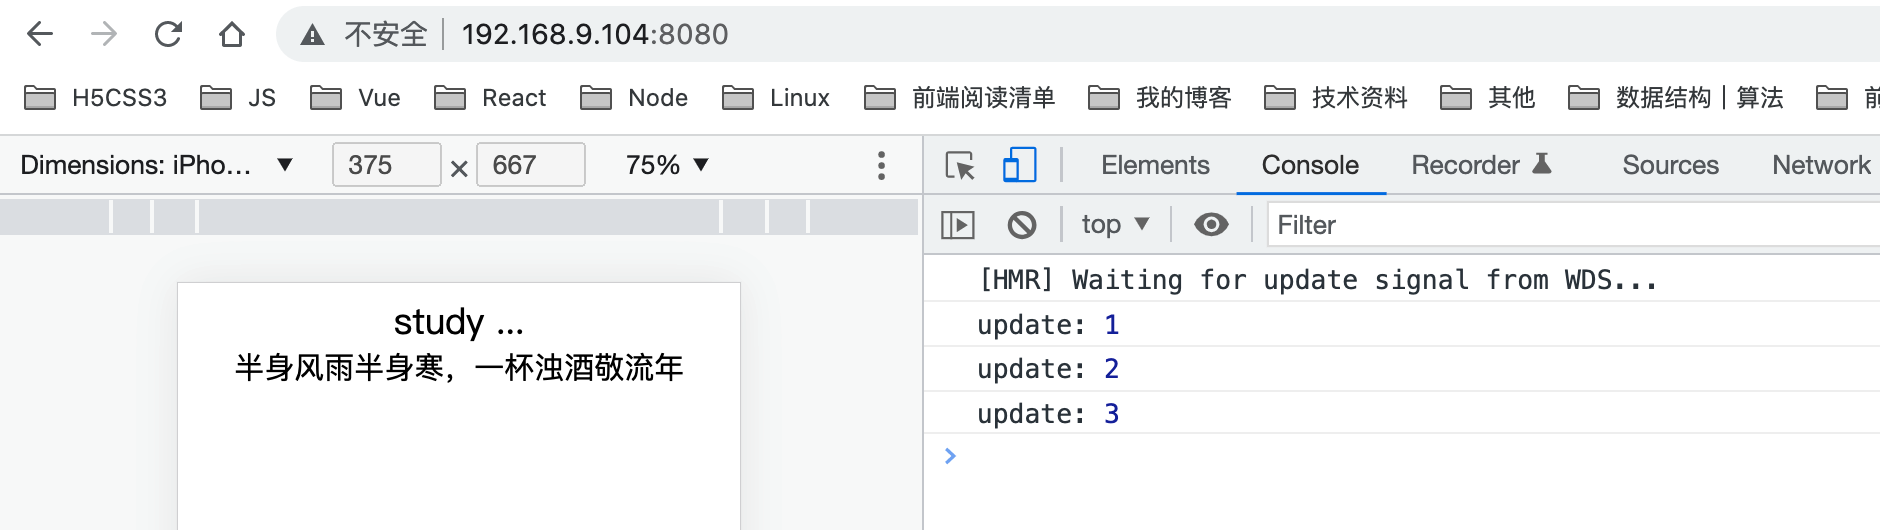 不安全 192.168.9.104:8080
H5CSS3 JS Vue React Node Linux 前端阅读清单 我的博客 技术资料 其他 数据结构 | 算法
Dimensions: iPho... 375 × 667 75%
Elements Console Recorder Sources Network
top Filter
study ...
半身风雨半身寒，一杯浊酒敬流年
[HMR] Waiting for update signal from WDS...
update: 1
update: 2
update: 3